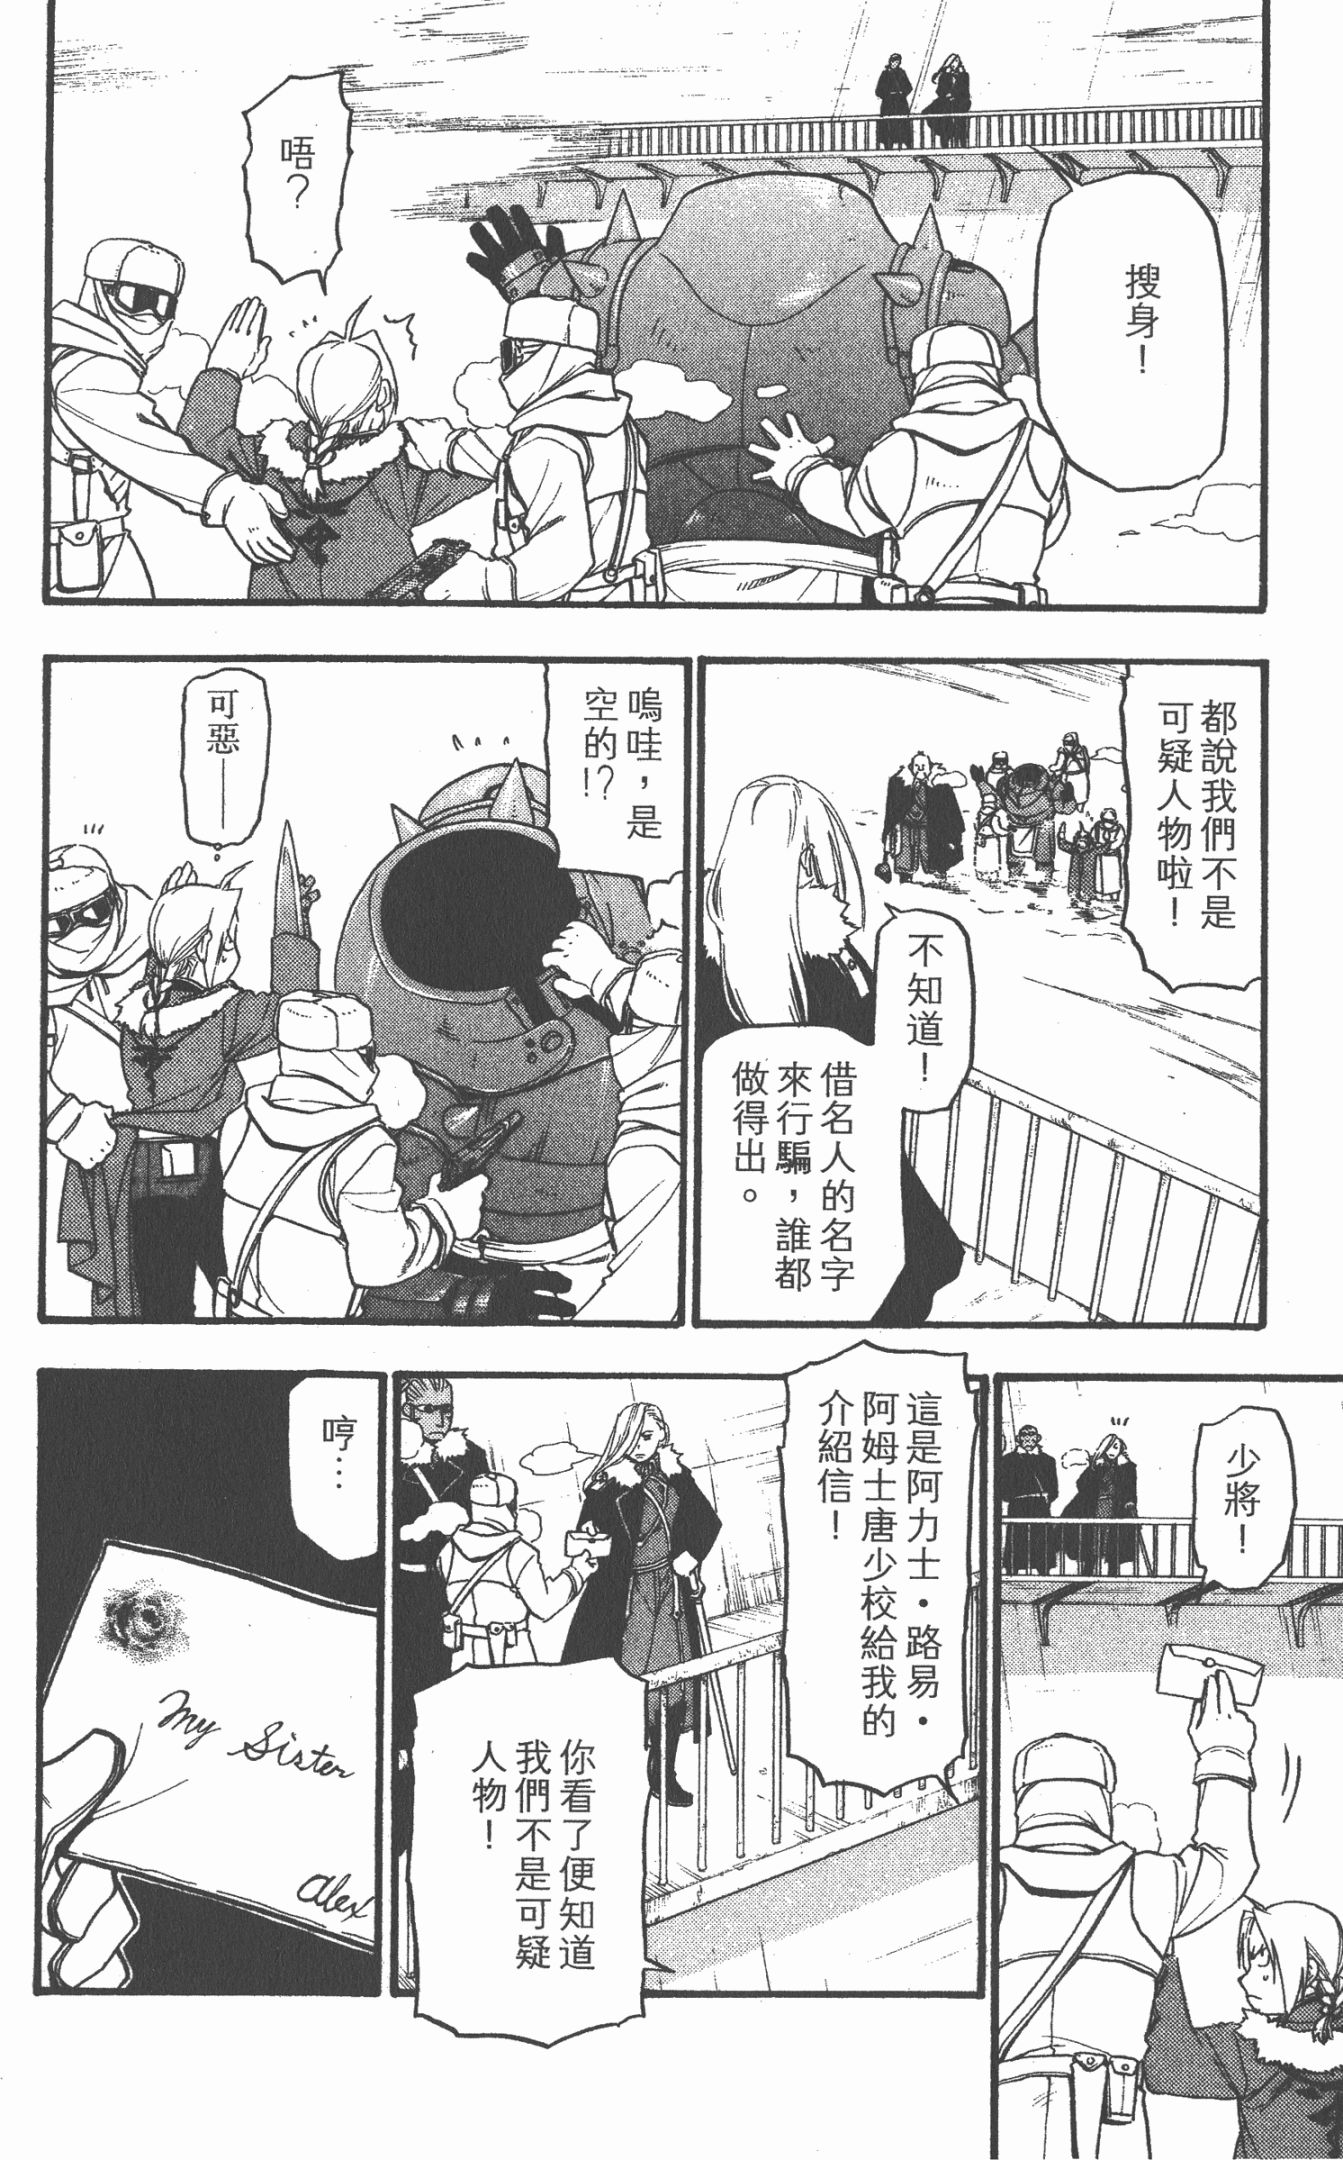 搜身！
唔？
都說我們不是
可疑人物啦！
不知道！
借名人的名字
來行騙，誰都
做得出。
嗚哇，是
空的!?
可惡——
少將！
這是阿力士・路易・
阿姆士唐少校給我的
介紹信！
你看了便知道
我們不是可疑
人物！
哼…
My Sister
Alex